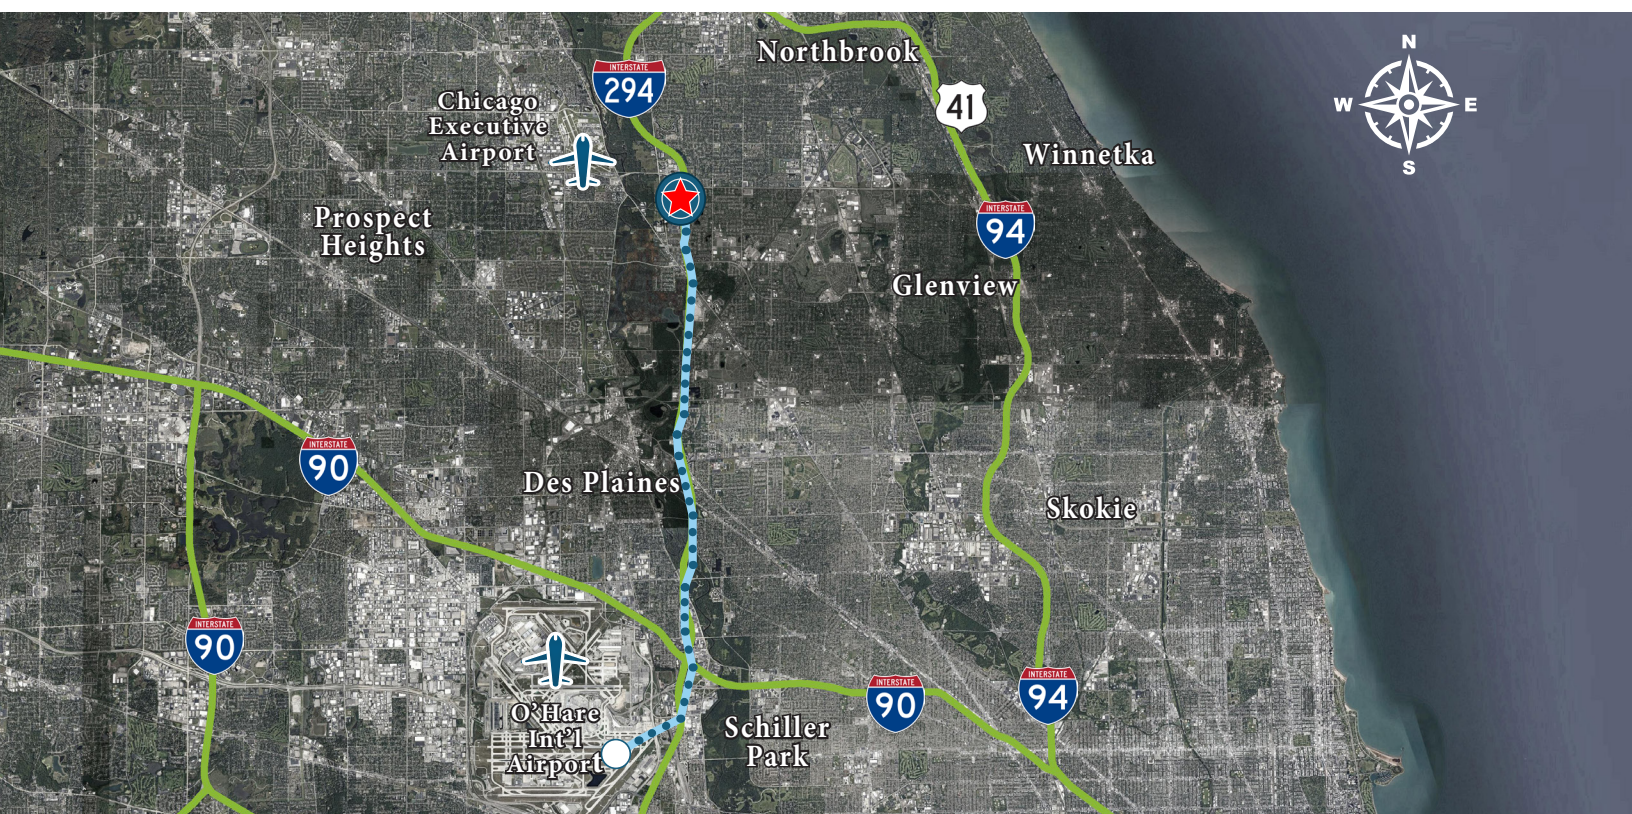 Northbrook
N
W
E
S
INTERSTATE
294
41
Chicago
Executive
Airport
Winnetka
Prospect
Heights
INTERSTATE
94
Glenview
INTERSTATE
90
Des Plaines
Skokie
INTERSTATE
90
INTERSTATE
94
INTERSTATE
90
O'Hare
Int'l
Airport
Schiller
Park